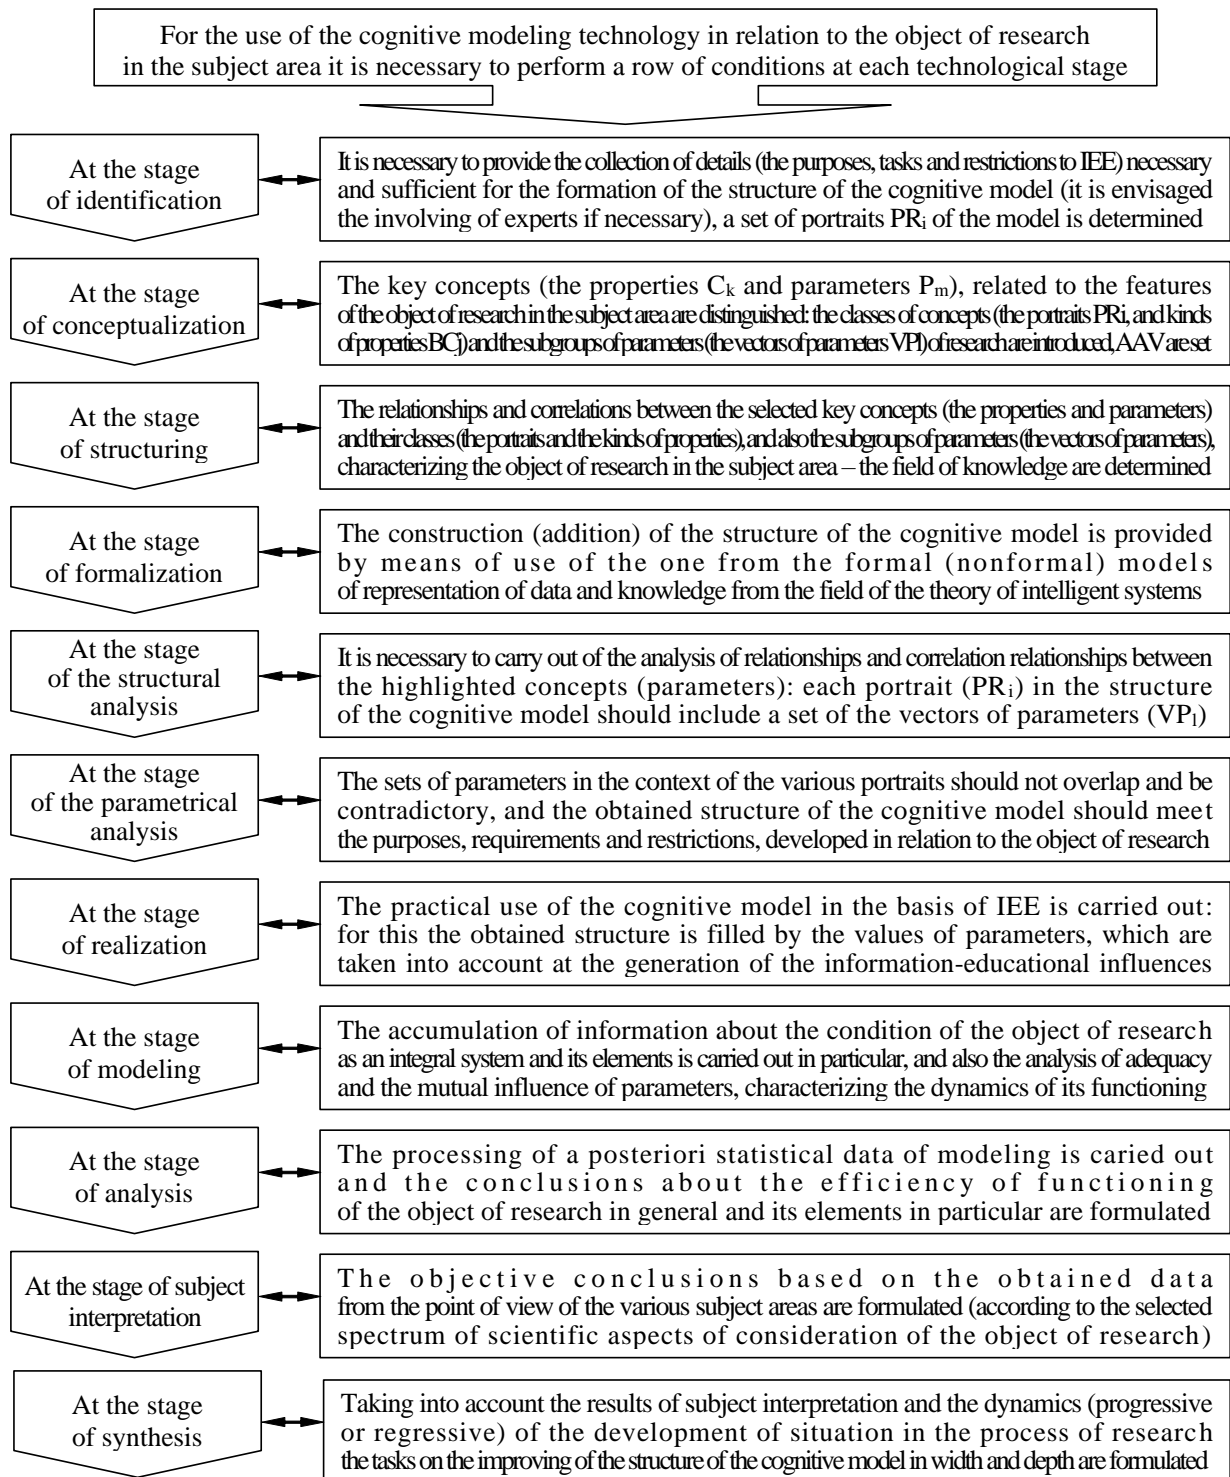 For the use of the cognitive modeling technology in relation to the object of research
in the subject area it is necessary to perform a row of conditions at each technological stage
At the stage
of identification
It is necessary to provide the collection of details (the purposes, tasks and restrictions to IEE) necessary
and sufficient for the formation of the structure of the cognitive model (it is envisaged
the involving of experts if necessary), a set of portraits PRi of the model is determined
At the stage
of conceptualization
The key concepts (the properties Ck and parameters Pm), related to the features
of the object of research in the subject area are distinguished: the classes of concepts (the portraits PRi, and kinds
of properties BCj) and the subgroups of parameters (the vectors of parameters VPl) of research are introduced, AAV are set
At the stage
of structuring
The relationships and correlations between the selected key concepts (the properties and parameters)
and their classes (the portraits and the kinds of properties), and also the subgroups of parameters (the vectors of parameters),
characterizing the object of research in the subject area – the field of knowledge are determined
At the stage
of formalization
The construction (addition) of the structure of the cognitive model is provided
by means of use of the one from the formal (nonformal) models
of representation of data and knowledge from the field of the theory of intelligent systems
At the stage
of the structural
analysis
It is necessary to carry out of the analysis of relationships and correlation relationships between
the highlighted concepts (parameters): each portrait (PRi) in the structure
of the cognitive model should include a set of the vectors of parameters (VPl)
At the stage
of the parametrical
analysis
The sets of parameters in the context of the various portraits should not overlap and be
contradictory, and the obtained structure of the cognitive model should meet
the purposes, requirements and restrictions, developed in relation to the object of research
At the stage
of realization
The practical use of the cognitive model in the basis of IEE is carried out:
for this the obtained structure is filled by the values of parameters, which are
taken into account at the generation of the information-educational influences
At the stage
of modeling
The accumulation of information about the condition of the object of research
as an integral system and its elements is carried out in particular, and also the analysis of adequacy
and the mutual influence of parameters, characterizing the dynamics of its functioning
At the stage
of analysis
The processing of a posteriori statistical data of modeling is caried out
and the conclusions about the efficiency of functioning
of the object of research in general and its elements in particular are formulated
At the stage of subject
interpretation
The objective conclusions based on the obtained data
from the point of view of the various subject areas are formulated (according to the selected
spectrum of scientific aspects of consideration of the object of research)
At the stage
of synthesis
Taking into account the results of subject interpretation and the dynamics (progressive
or regressive) of the development of situation in the process of research
the tasks on the improving of the structure of the cognitive model in width and depth are formulated